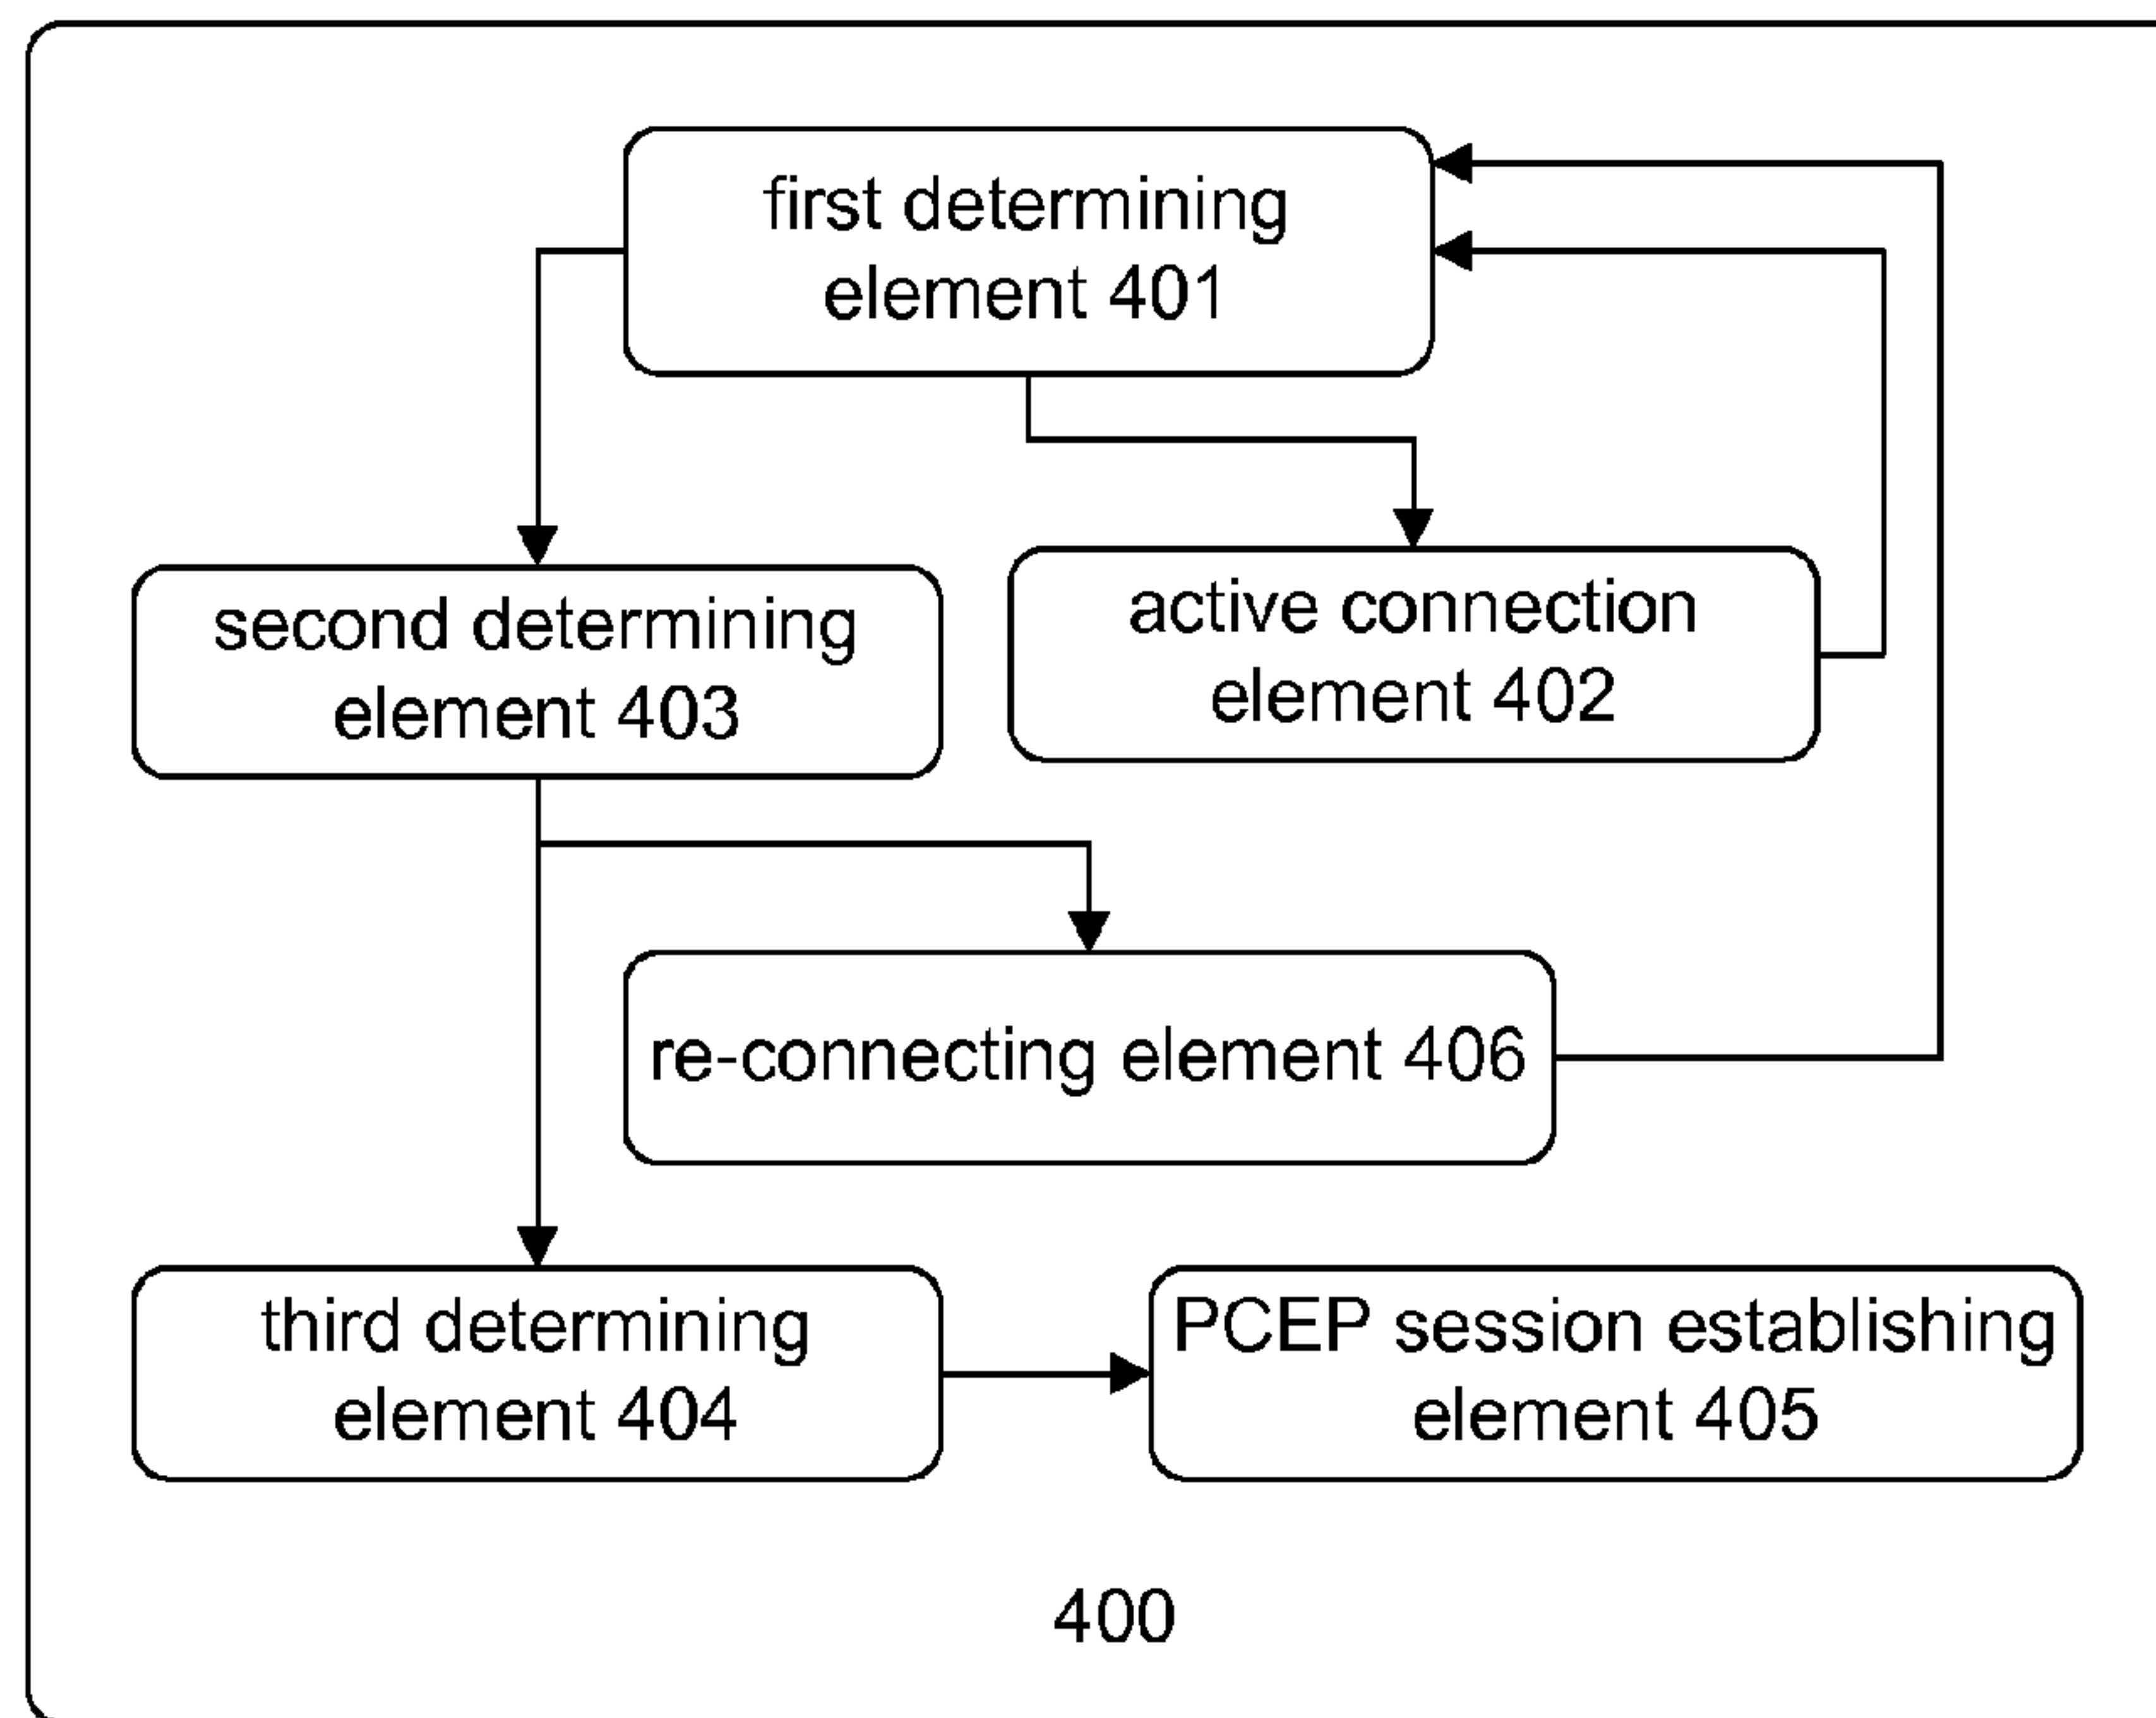 first determining
element 401
second determining
element 403
active connection
element 402
re-connecting element 406
third determining
element 404
PCEP session establishing
element 405
400